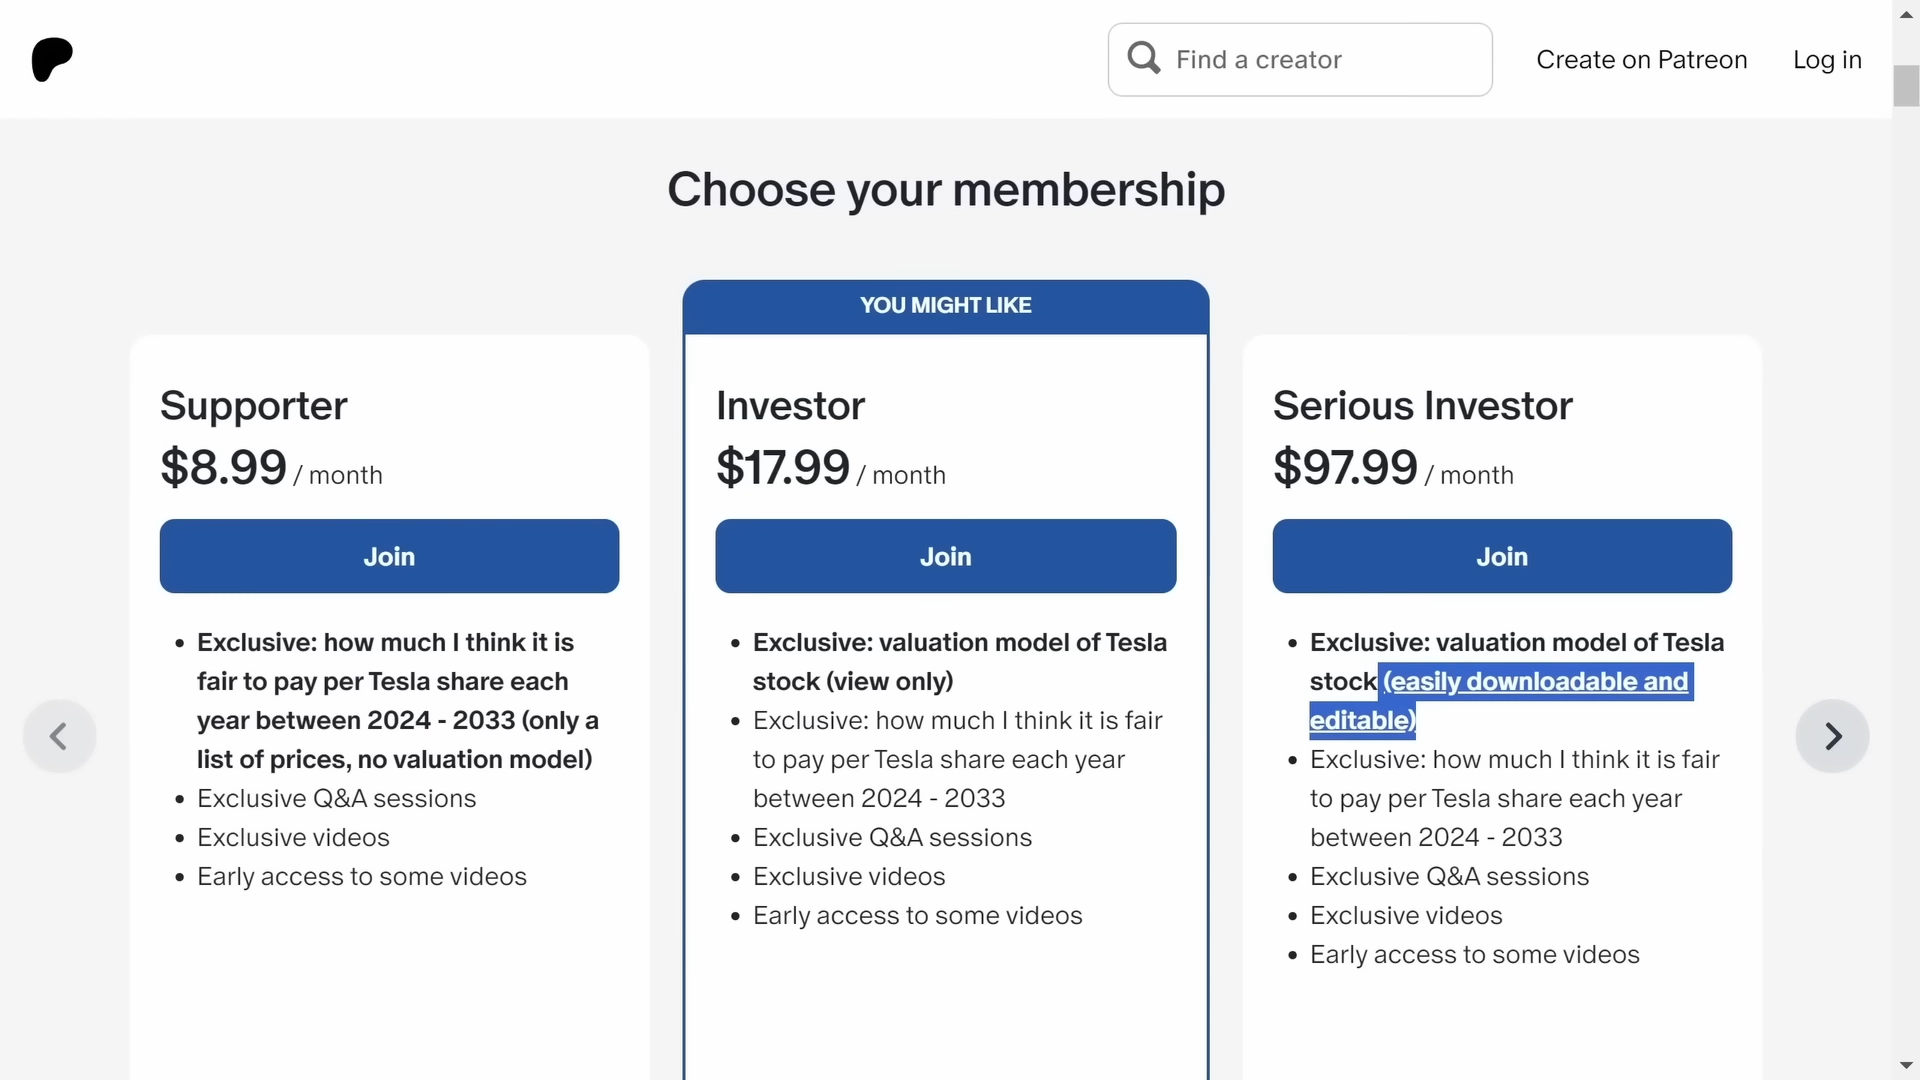 Find a creator
Create on Patreon
Log in
Choose your membership
YOU MIGHT LIKE
Supporter
$8.99 / month
Join
• Exclusive: how much I think it is
fair to pay per Tesla share each
year between 2024 - 2033 (only a
list of prices, no valuation model)
• Exclusive Q&A sessions
• Exclusive videos
• Early access to some videos
Investor
$17.99 / month
Join
• Exclusive: valuation model of Tesla
stock (view only)
• Exclusive: how much I think it is fair
to pay per Tesla share each year
between 2024 - 2033
• Exclusive Q&A sessions
• Exclusive videos
• Early access to some videos
Serious Investor
$97.99 / month
Join
• Exclusive: valuation model of Tesla
stock (easily downloadable and
editable)
• Exclusive: how much I think it is fair
to pay per Tesla share each year
between 2024 - 2033
• Exclusive Q&A sessions
• Exclusive videos
• Early access to some videos